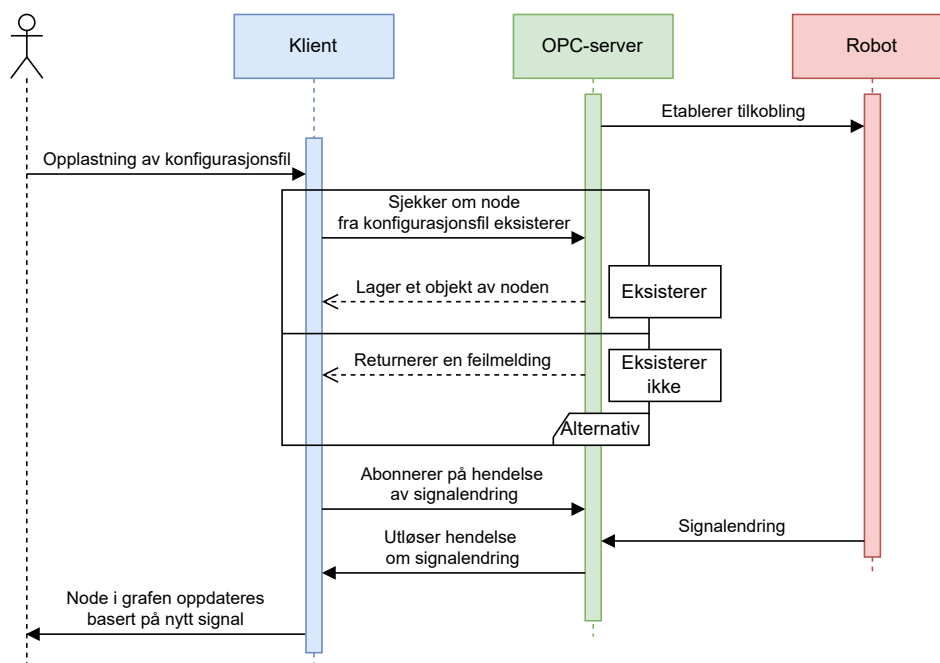 Klient
OPC-server
Robot
Etablerer tilkobling
Opplastning av konfigurasjonsfil
Sjekker om node
fra konfigurasjonsfil eksisterer
Lager et objekt av noden
Eksisterer
Returnerer en feilmelding
Eksisterer
ikke
Alternativ
Abonnerer på hendelse
av signalendring
Signalendring
Utløser hendelse
om signalendring
Node i grafen oppdateres
basert på nytt signal